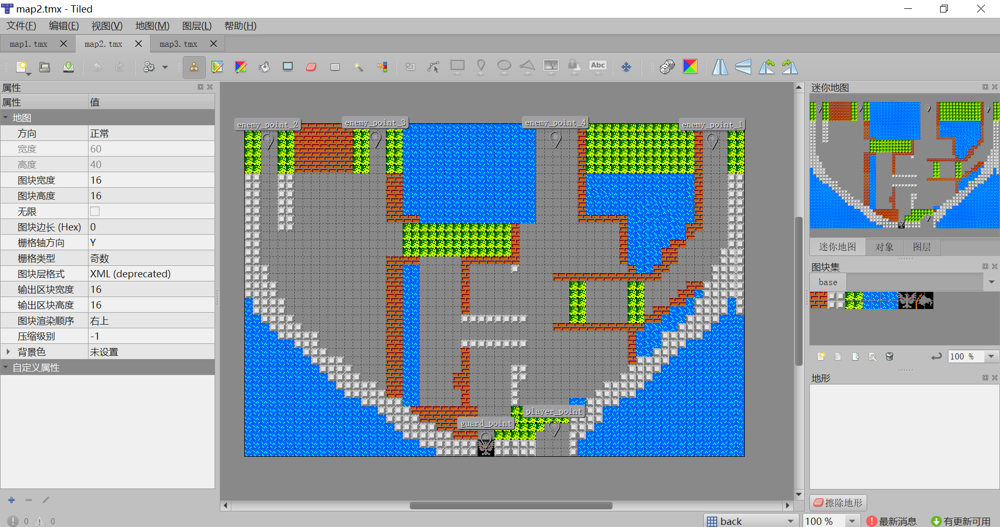 map2.tmx - Tiled
文件(F) 编辑(E) 视图(V) 地图(M) 图层(L) 帮助(H)
map1.tmx map2.tmx map3.tmx
Abc
属性
属性 值
地图
方向 正常
宽度 60
高度 40
图块宽度 16
图块高度 16
无限
图块边长 (Hex) 0
栅格轴方向 Y
栅格类型 奇数
图块层格式 XML (deprecated)
输出区块宽度 16
输出区块高度 16
图块渲染顺序 右上
压缩级别 -1
背景色 未设置
自定义属性
enemy_point_2 enemy_point_3 enemy_point_4 enemy_point_1
player_point
guard_point
迷你地图
迷你地图 对象 图层
图块集
base
100 %
地形
擦除地形
0 0
back 100 % 最新消息 有更新可用